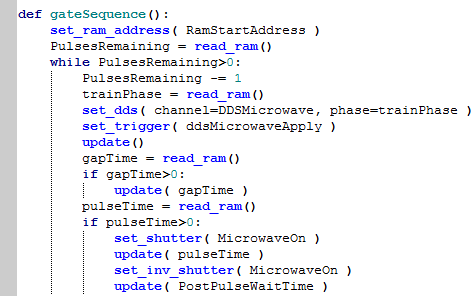 def gateSequence():
    set_ram_address( RamStartAddress )
    PulsesRemaining = read_ram()
    while PulsesRemaining>0:
        PulsesRemaining -= 1
        trainPhase = read_ram()
        set_dds( channel=DDSMicrowave, phase=trainPhase )
        set_trigger( ddsMicrowaveApply )
        update()
        gapTime = read_ram()
        if gapTime>0:
            update( gapTime )
        pulseTime = read_ram()
        if pulseTime>0:
            set_shutter( MicrowaveOn )
            update( pulseTime )
            set_inv_shutter( MicrowaveOn )
            update( PostPulseWaitTime )